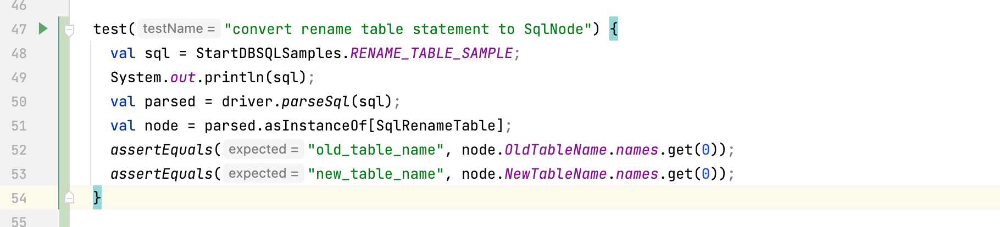 46
47 test( testName = "convert rename table statement to SqlNode") {
48 val sql = StartDBSQLSamples.RENAME_TABLE_SAMPLE;
49 System.out.println(sql);
50 val parsed = driver.parseSql(sql);
51 val node = parsed.asInstanceOf[SqlRenameTable];
52 assertEquals( expected = "old_table_name", node.OldTableName.names.get(0));
53 assertEquals( expected = "new_table_name", node.NewTableName.names.get(0));
54 }
55